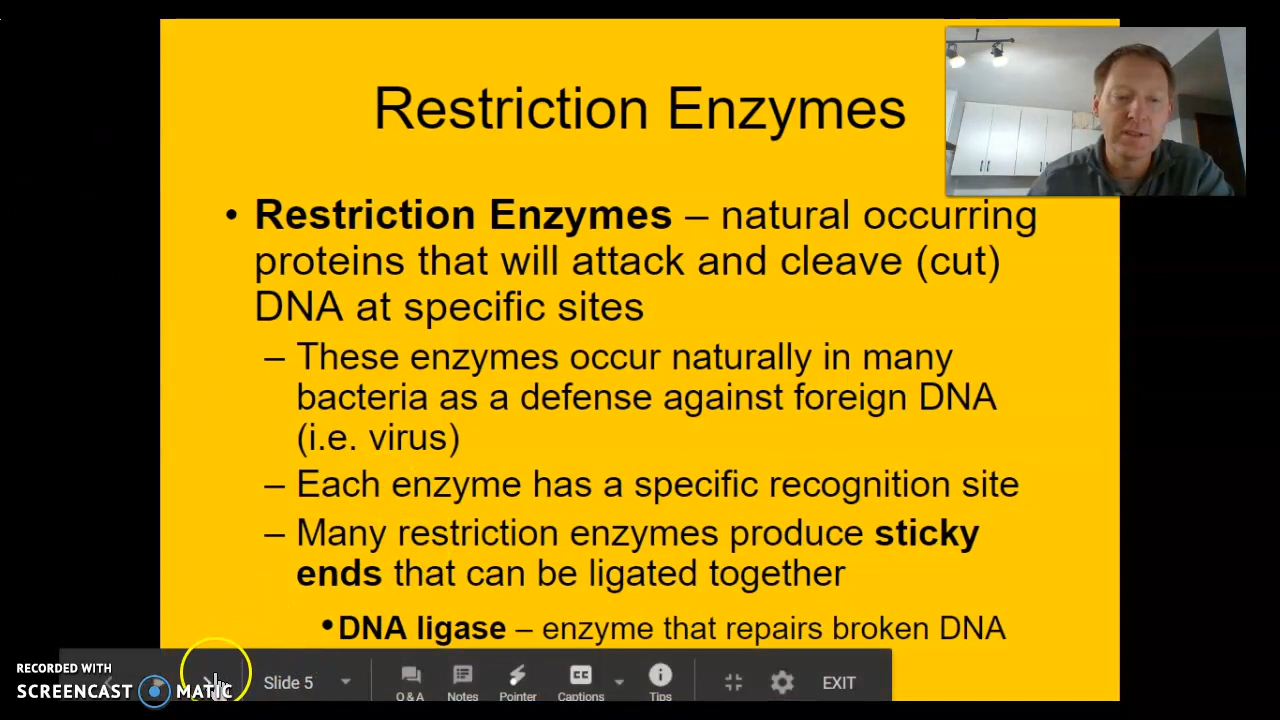 Restriction Enzymes
• Restriction Enzymes – natural occurring
proteins that will attack and cleave (cut)
DNA at specific sites
– These enzymes occur naturally in many
bacteria as a defense against foreign DNA
(i.e. virus)
– Each enzyme has a specific recognition site
– Many restriction enzymes produce sticky
ends that can be ligated together
• DNA ligase – enzyme that repairs broken DNA
RECORDED WITH
SCREENCAST MATIC
Slide 5
Q & A
Notes
Pointer
CC
Captions
Tips
EXIT